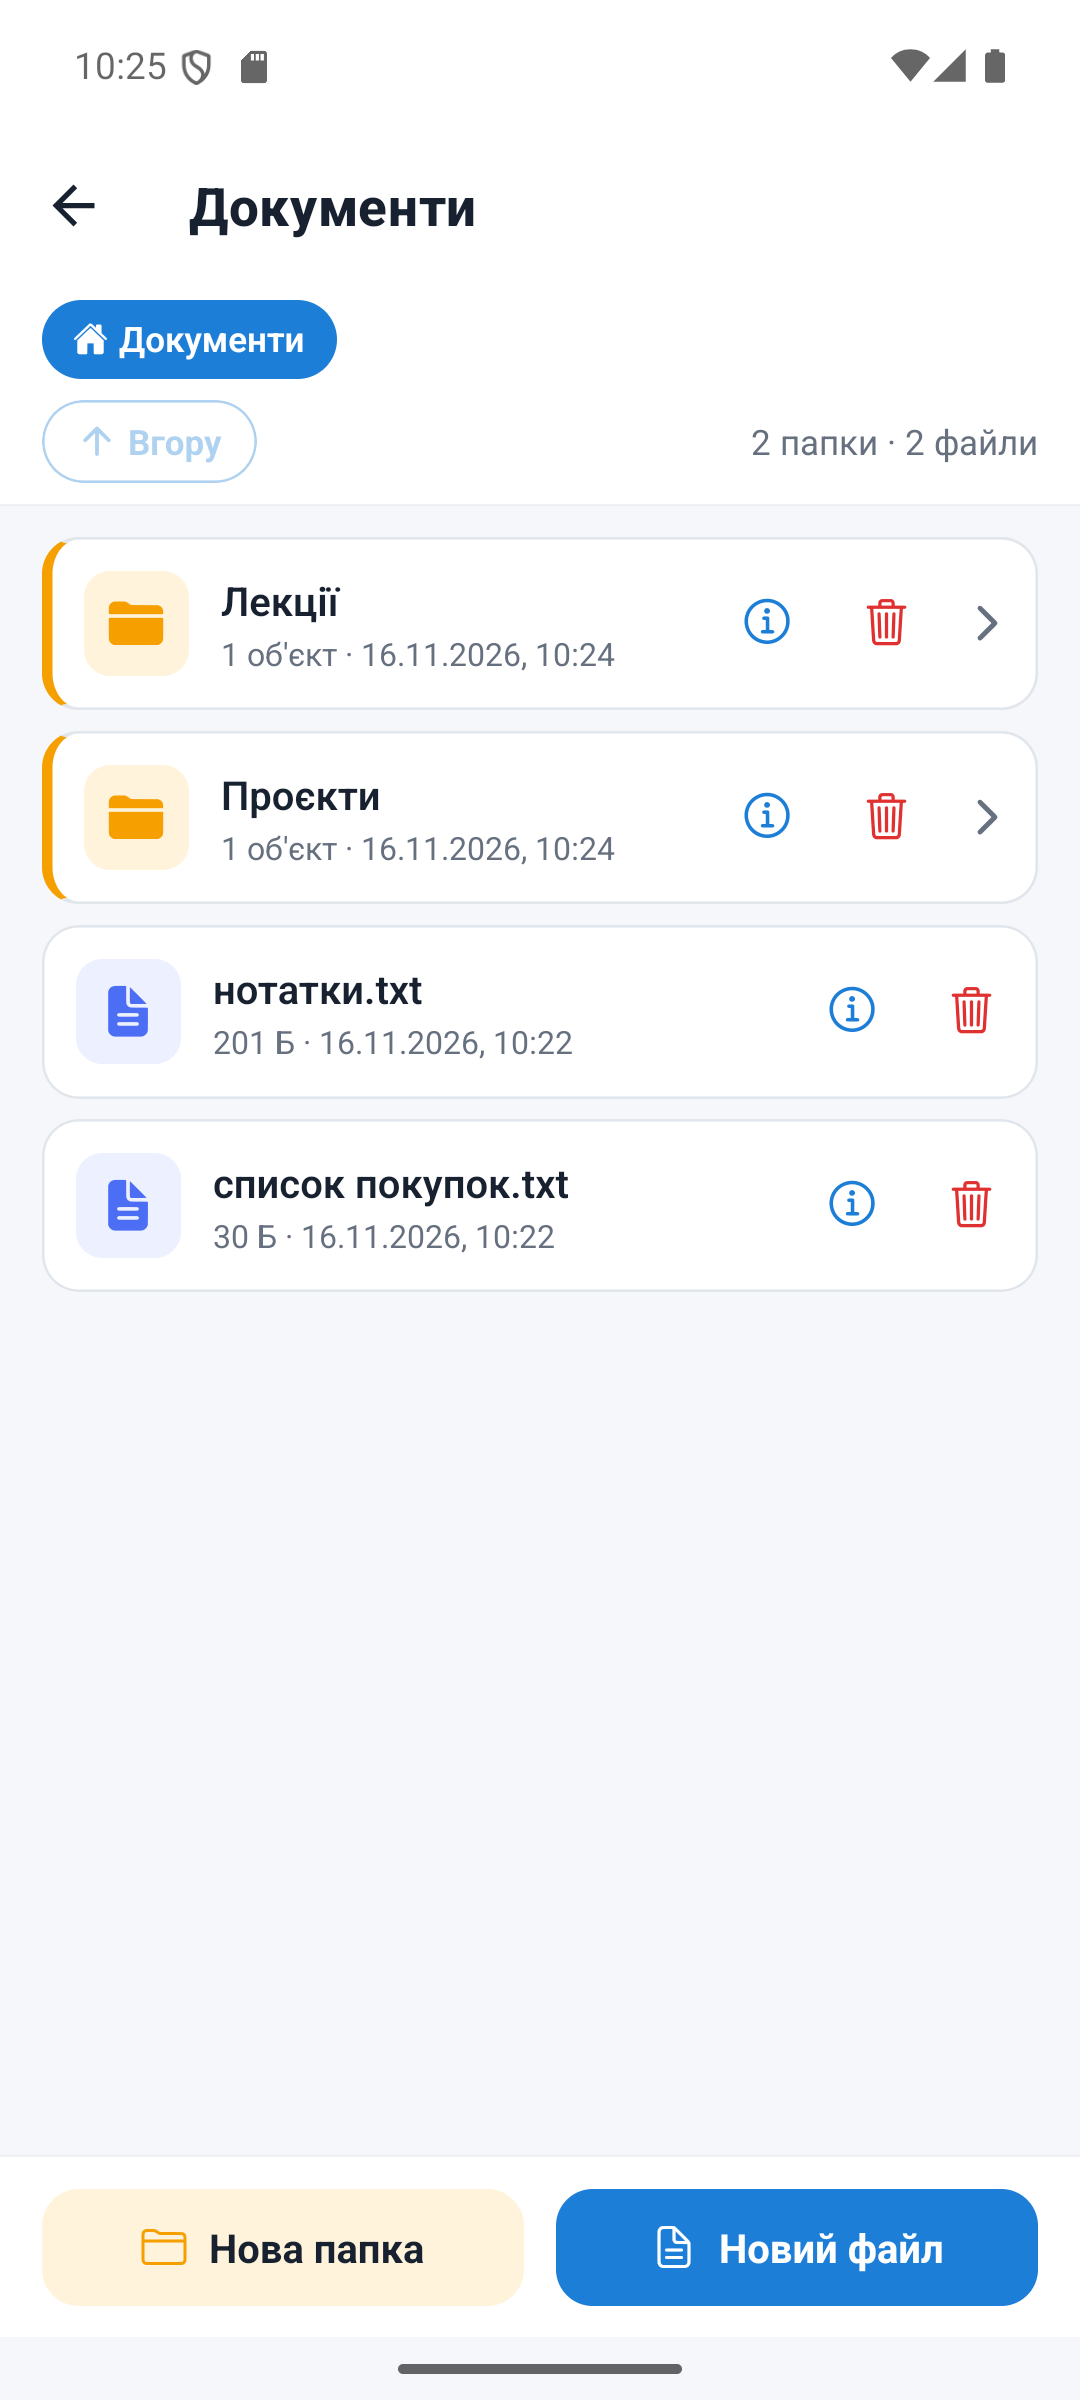 10:25
Документи
Документи
Вгору
2 папки · 2 файли
Лекції
1 об'єкт · 16.11.2026, 10:24
Проєкти
1 об'єкт · 16.11.2026, 10:24
нотатки.txt
201 Б · 16.11.2026, 10:22
список покупок.txt
30 Б · 16.11.2026, 10:22
Нова папка
Новий файл